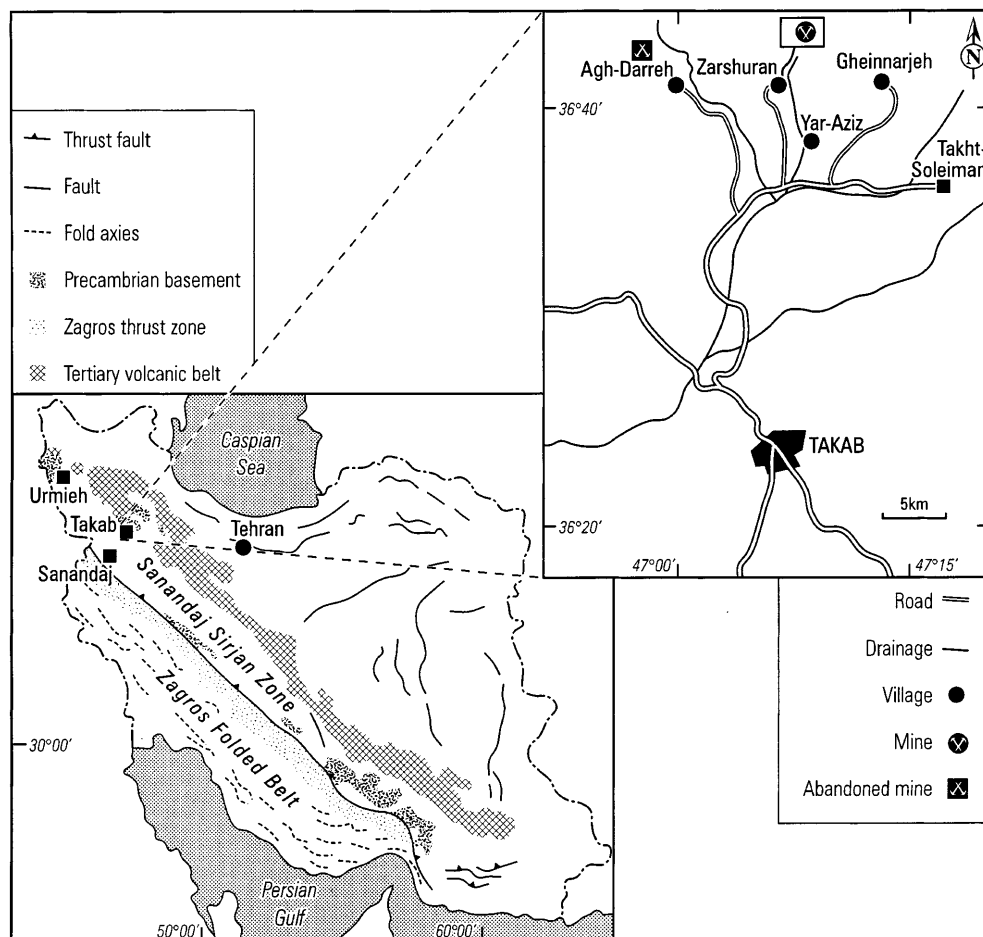 Thrust fault
Fault
Fold axies
Precambrian basement
Zagros thrust zone
Tertiary volcanic belt
N
Agh-Darreh
Zarshuran
Gheinnarjeh
36°40'
Yar-Aziz
Takht-
Soleiman
TAKAB
5km
36°20'
47°00'
47°15'
Road
Drainage
Village
Mine
Abandoned mine
Caspian
Sea
Urmieh
Takab
Tehran
Sanandaj
Sanandaj Sirjan Zone
Zagros Folded Belt
30°00'
Persian
Gulf
50°00'
60°00'